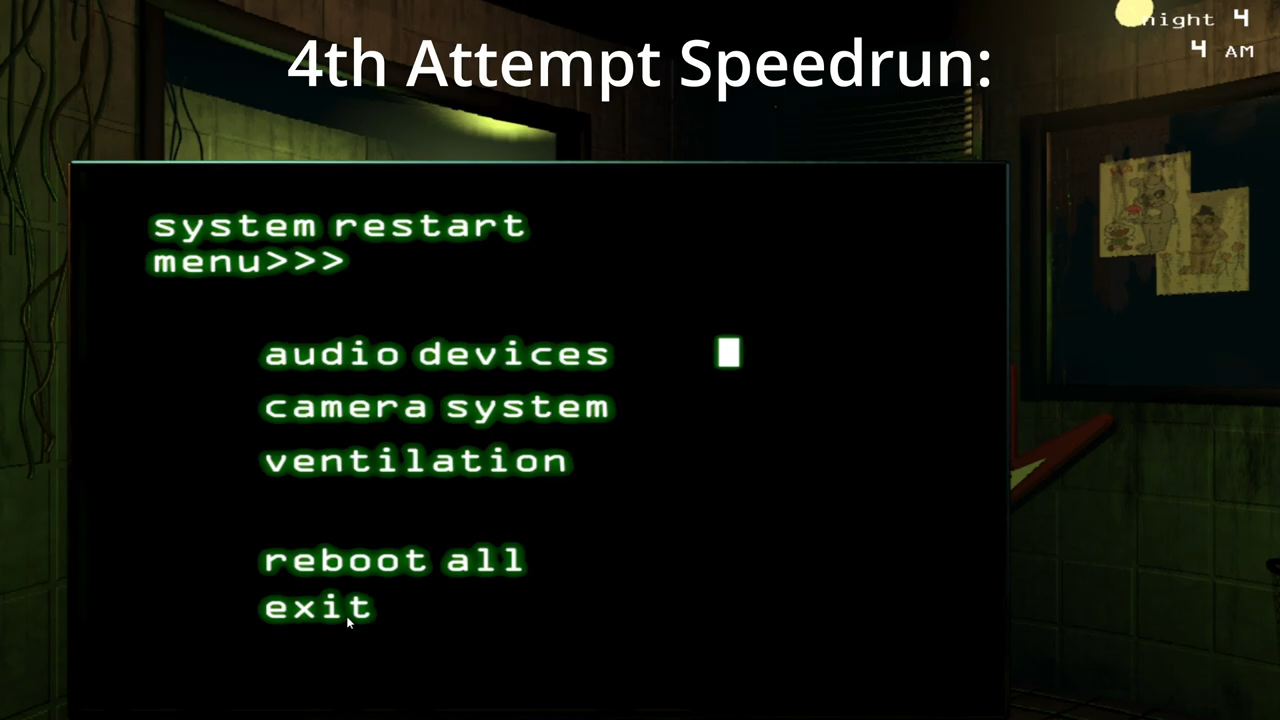 night 4
4 AM
4th Attempt Speedrun:
system restart
menu>>>
audio devices
camera system
ventilation
reboot all
exit